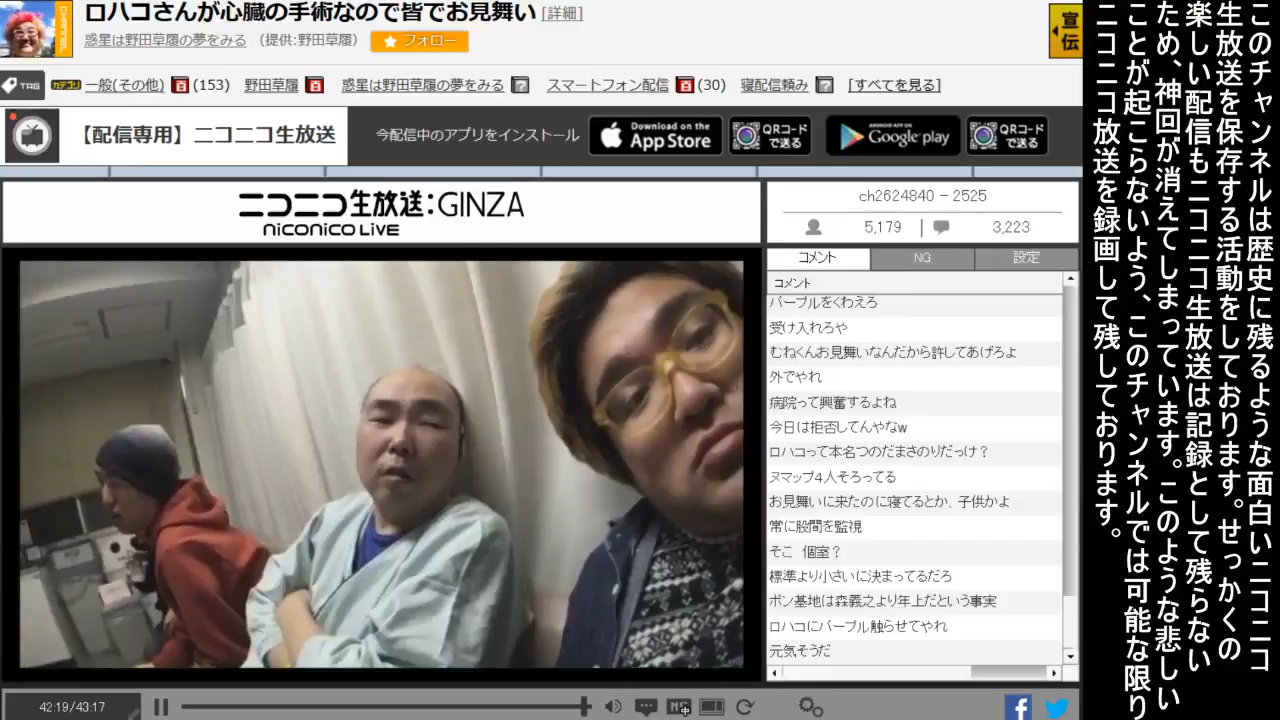 ロハコさんが心臓の手術なので皆でお見舞い [詳細]
CHANNEL
惑星は野田草履の夢をみる (提供:野田草履)
★ フォロー
宣伝
TAG
カテゴリ 一般(その他) (153) 野田草履 惑星は野田草履の夢をみる ? スマートフォン配信 (30) 寝配信頼み ? [すべてを見る]
【配信専用】ニコニコ生放送
今配信中のアプリをインストール
Download on the App Store
QRコードで送る
ANDROID APP ON Google play
QRコードで送る
ニコニコ生放送:GINZA
niconico Live
ch2624840 - 2525
5,179 | 3,223
コメント NG 設定
コメント
バーブルをくわえろ
受け入れろや
むねくんお見舞いなんだから許してあげろよ
外でやれ
病院って興奮するよね
今日は拒否してんやなw
ロハコって本名つのだまさのりだっけ?
ヌマップ4人そろってる
お見舞いに来たのに寝てるとか、子供かよ
常に股間を監視
そこ 個室?
標準より小さいに決まってるだろ
ポン基地は森義之より年上だという事実
ロハコにバーブル触らせてやれ
元気そうだ
42:19/43:17
このチャンネルは歴史に残るような面白いニコニコ
生放送を保存する活動をしております。せっかくの
楽しい配信もニコニコ生放送は記録として残らない
ため、神回が消えてしまっています。このような悲しい
ことが起こらないよう、このチャンネルでは可能な限り
ニコニコ放送を録画して残しております。